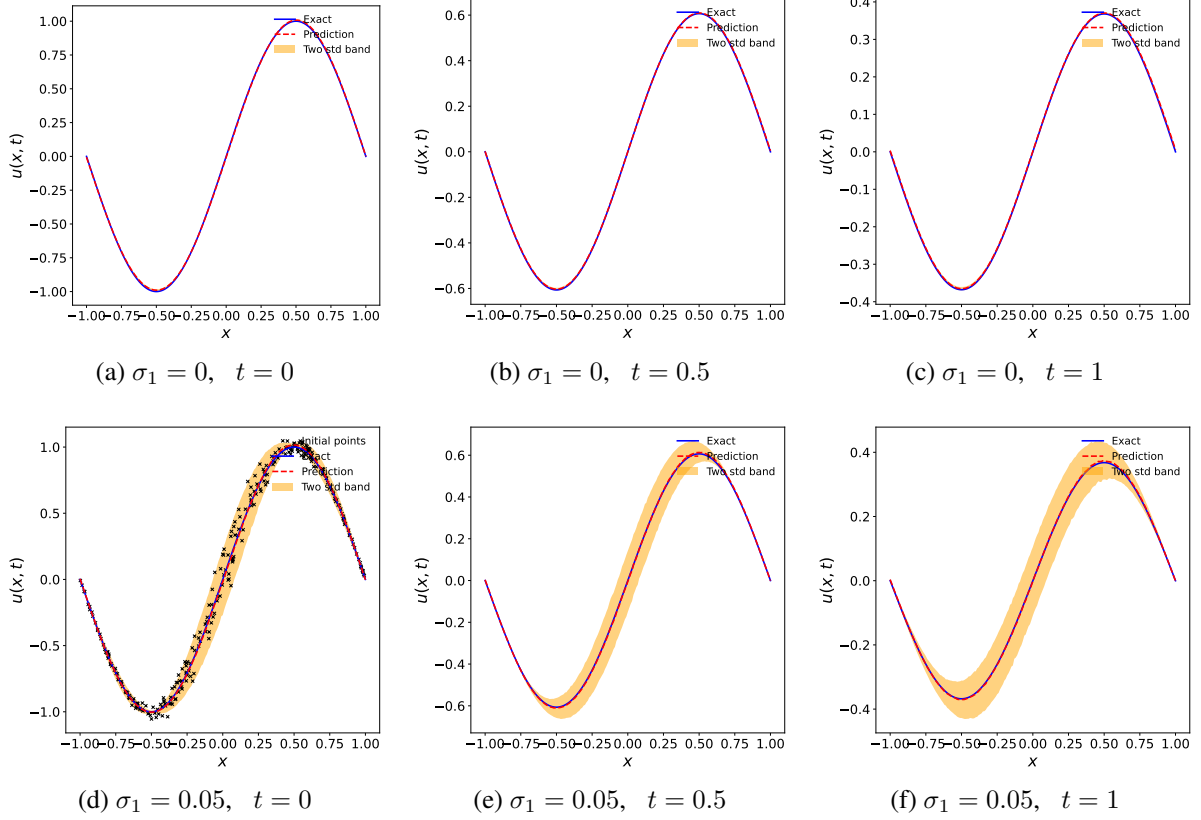 1.00
0.75
0.50
0.25
0.00
−0.25
−0.50
−0.75
−1.00
u(x, t)
Exact
Prediction
Two std band
−1.00 −0.75 −0.50 −0.25 0.00 0.25 0.50 0.75 1.00
x
(a) σ₁ = 0, t = 0
0.6
0.4
0.2
0.0
−0.2
−0.4
−0.6
u(x, t)
Exact
Prediction
Two std band
−1.00 −0.75 −0.50 −0.25 0.00 0.25 0.50 0.75 1.00
x
(b) σ₁ = 0, t = 0.5
0.4
0.3
0.2
0.1
0.0
−0.1
−0.2
−0.3
−0.4
u(x, t)
Exact
Prediction
Two std band
−1.00 −0.75 −0.50 −0.25 0.00 0.25 0.50 0.75 1.00
x
(c) σ₁ = 0, t = 1
1.0
0.5
0.0
−0.5
−1.0
u(x, t)
Initial points
Exact
Prediction
Two std band
−1.00 −0.75 −0.50 −0.25 0.00 0.25 0.50 0.75 1.00
x
(d) σ₁ = 0.05, t = 0
0.6
0.4
0.2
0.0
−0.2
−0.4
−0.6
u(x, t)
Exact
Prediction
Two std band
−1.00 −0.75 −0.50 −0.25 0.00 0.25 0.50 0.75 1.00
x
(e) σ₁ = 0.05, t = 0.5
0.4
0.2
0.0
−0.2
−0.4
u(x, t)
Exact
Prediction
Two std band
−1.00 −0.75 −0.50 −0.25 0.00 0.25 0.50 0.75 1.00
x
(f) σ₁ = 0.05, t = 1